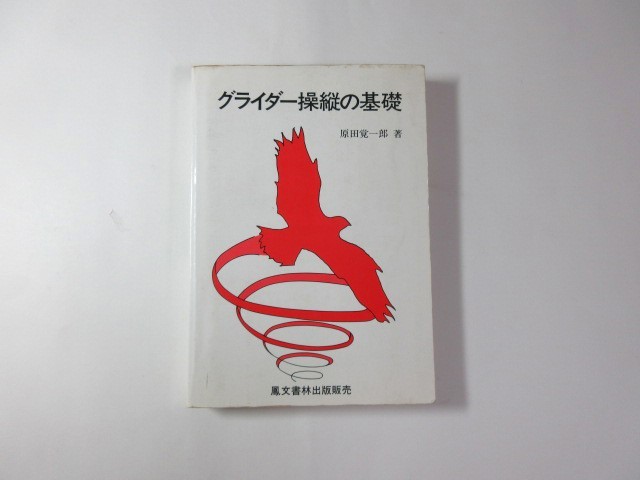 グライダー操縦の基礎
原田覚一郎 著
鳳文書林出版販売